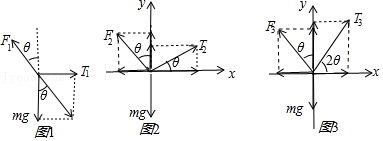 F₁ θ T₁ θ mg 图1
y F₂ θ T₂ θ x mg 图2
y F₃ θ T₃ 2θ x mg 图3